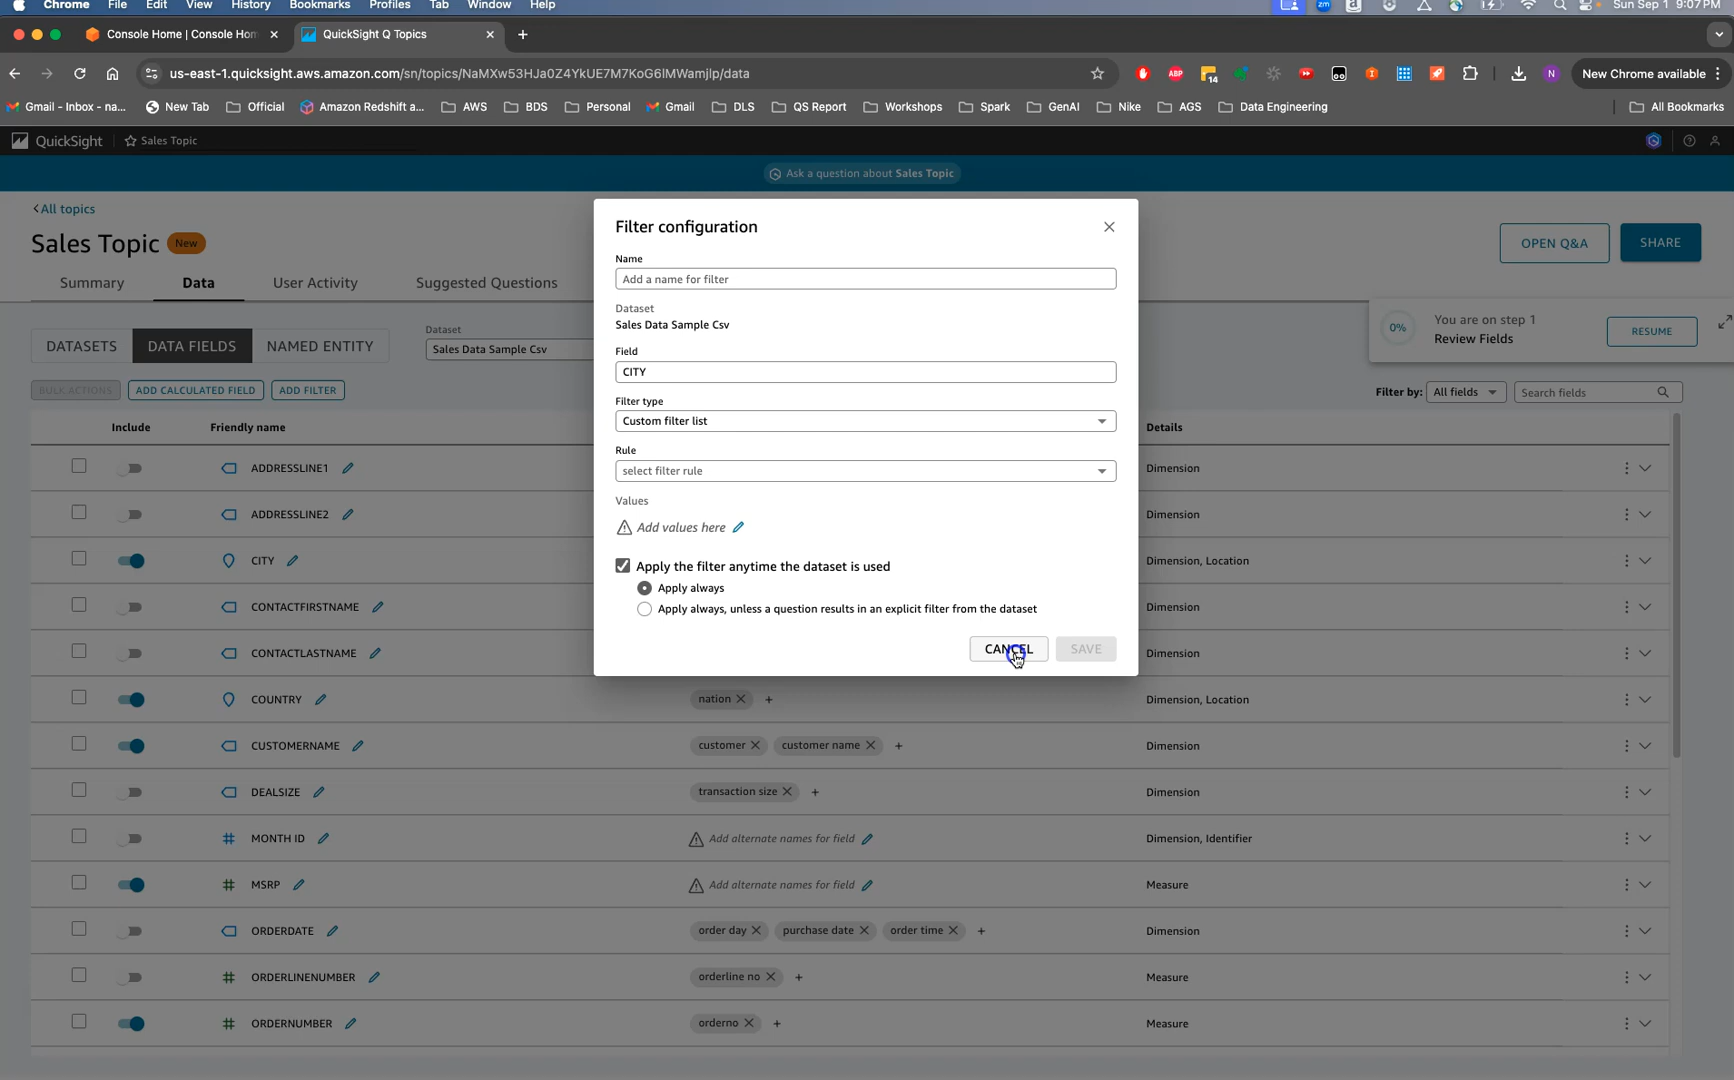 Chrome File Edit View History Bookmarks Profiles Tab Window Help zm Sun Sep 1 9:07 PM
Console Home | Console Hom QuickSight Q Topics
us-east-1.quicksight.aws.amazon.com/sn/topics/NaMXw53HJa0Z4YkUE7M7KoG6IMWamjIp/data ABP 14 N New Chrome available
Gmail - Inbox - na... New Tab Official Amazon Redshift a... AWS BDS Personal Gmail DLS QS Report Workshops Spark GenAI Nike AGS Data Engineering All Bookmarks
QuickSight Sales Topic
Ask a question about Sales Topic
All topics
Sales Topic New
OPEN Q&A SHARE
Summary Data User Activity Suggested Questions
DATASETS DATA FIELDS NAMED ENTITY
Dataset
Sales Data Sample Csv
0% You are on step 1
Review Fields
RESUME
BULK ACTIONS ADD CALCULATED FIELD ADD FILTER
Filter by: All fields Search fields
Include Friendly name Details
ADDRESSLINE1 Dimension
ADDRESSLINE2 Dimension
CITY Dimension, Location
CONTACTFIRSTNAME Dimension
CONTACTLASTNAME Dimension
COUNTRY nation Dimension, Location
CUSTOMERNAME customer customer name Dimension
DEALSIZE transaction size Dimension
MONTH ID Add alternate names for field Dimension, Identifier
MSRP Add alternate names for field Measure
ORDERDATE order day purchase date order time Dimension
ORDERLINENUMBER orderline no Measure
ORDERNUMBER orderno Measure
Filter configuration
Name
Add a name for filter
Dataset
Sales Data Sample Csv
Field
CITY
Filter type
Custom filter list
Rule
select filter rule
Values
Add values here
Apply the filter anytime the dataset is used
Apply always
Apply always, unless a question results in an explicit filter from the dataset
CANCEL SAVE